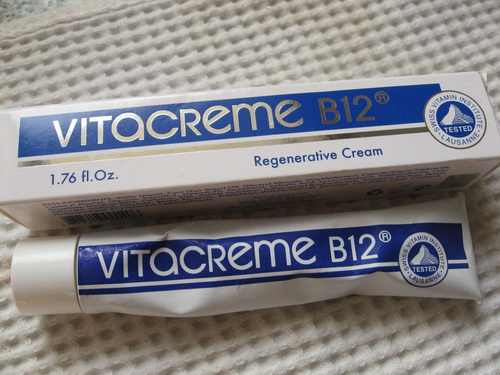 VITACREME B12®
SWISS VITAMIN INSTITUTE
TESTED
LAUSANNE
Regenerative Cream
1.76 fl.Oz.
VITACREME B12®
SWISS VITAMIN INSTITUTE
TESTED
LAUSANNE